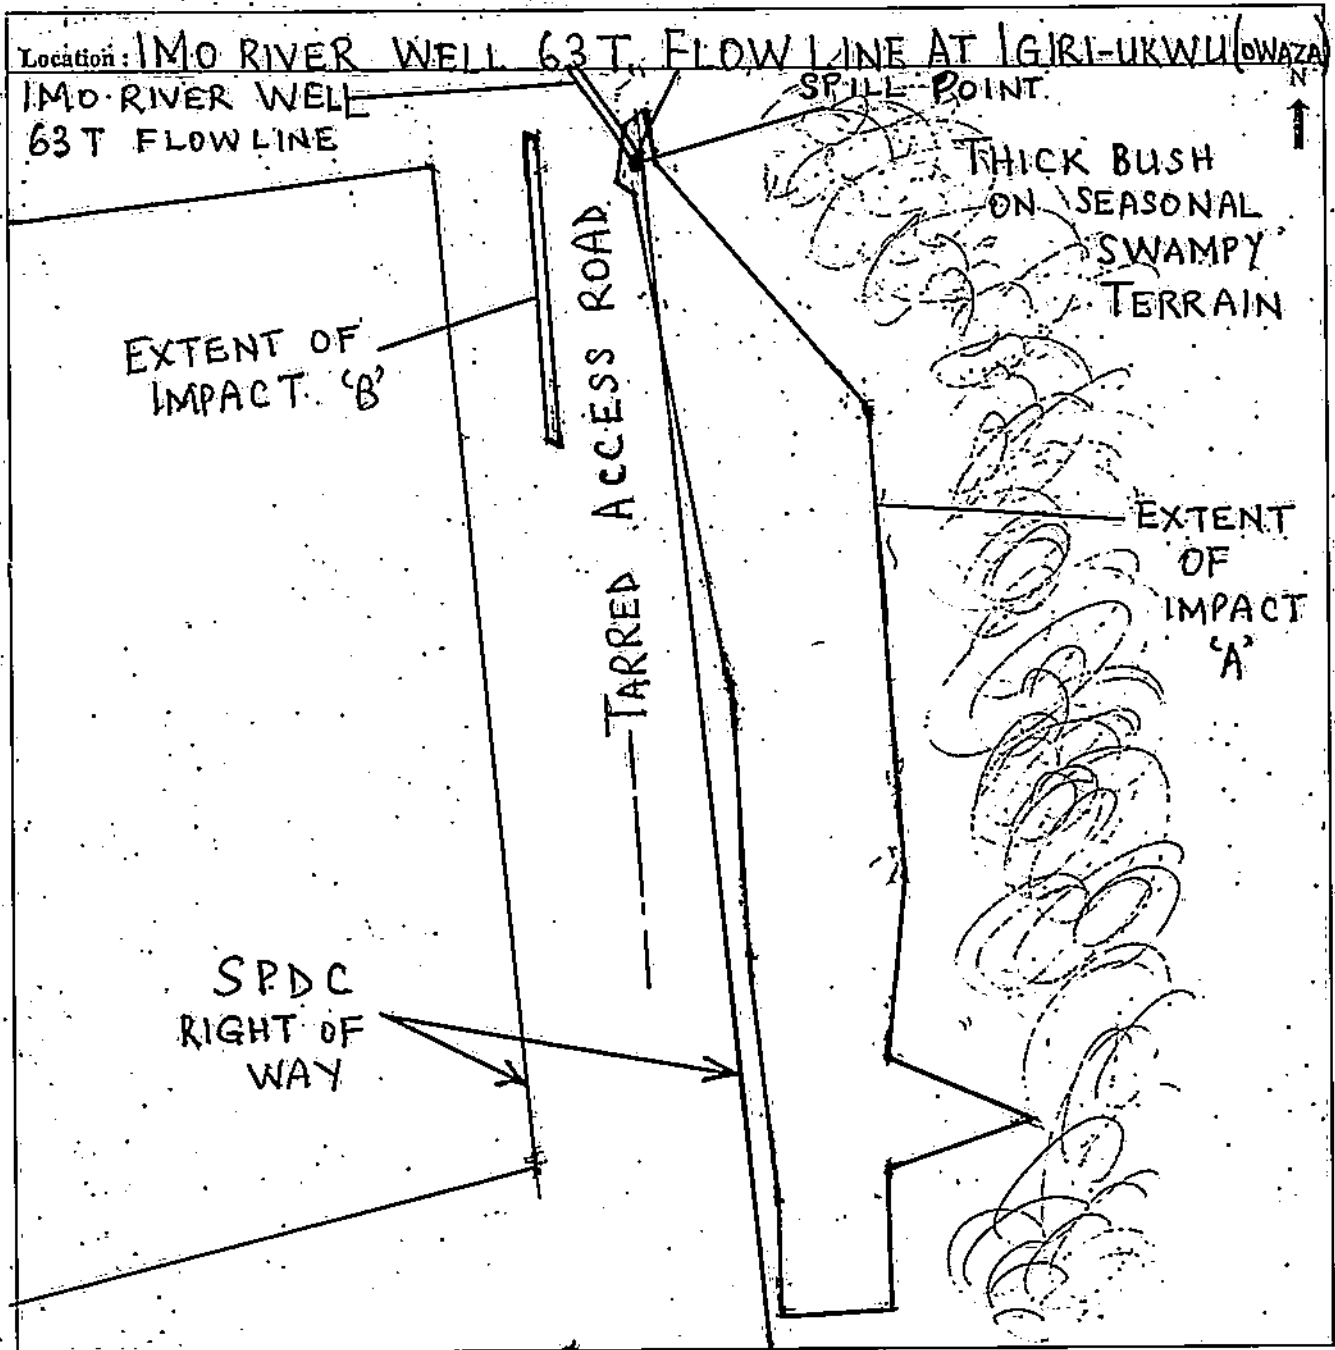 Location: IMO RIVER WELL 63T FLOW LINE AT IGIRI-UKWU (OWAZA)
IMO RIVER WELL
63T FLOWLINE
SPILL POINT
N
THICK BUSH
ON SEASONAL
SWAMPY
TERRAIN
EXTENT OF
IMPACT 'B'
TARRED ACCESS ROAD
EXTENT
OF
IMPACT
'A'
S.P.D.C
RIGHT OF
WAY